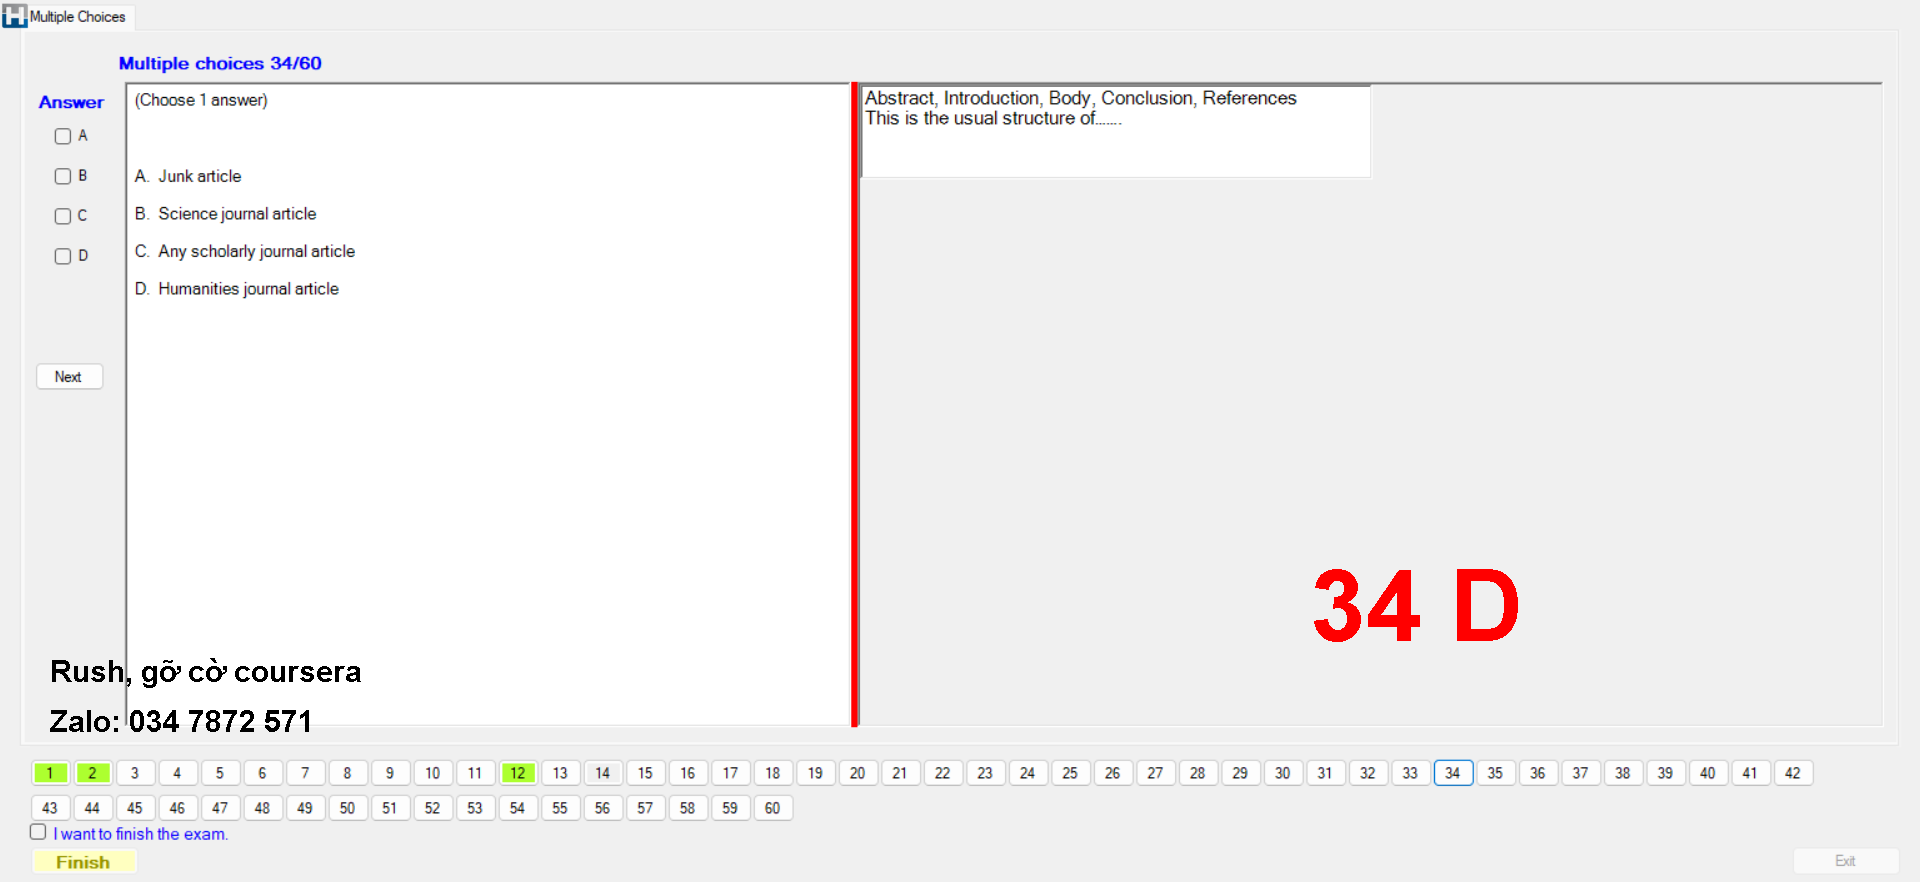 Multiple Choices
Multiple choices 34/60
Answer
A
B
C
D
Next
(Choose 1 answer)
A. Junk article
B. Science journal article
C. Any scholarly journal article
D. Humanities journal article
Abstract, Introduction, Body, Conclusion, References
This is the usual structure of.......
34 D
Rush, gỡ cờ coursera
Zalo: 034 7872 571
1 2 3 4 5 6 7 8 9 10 11 12 13 14 15 16 17 18 19 20 21 22 23 24 25 26 27 28 29 30 31 32 33 34 35 36 37 38 39 40 41 42
43 44 45 46 47 48 49 50 51 52 53 54 55 56 57 58 59 60
I want to finish the exam.
Finish
Exit